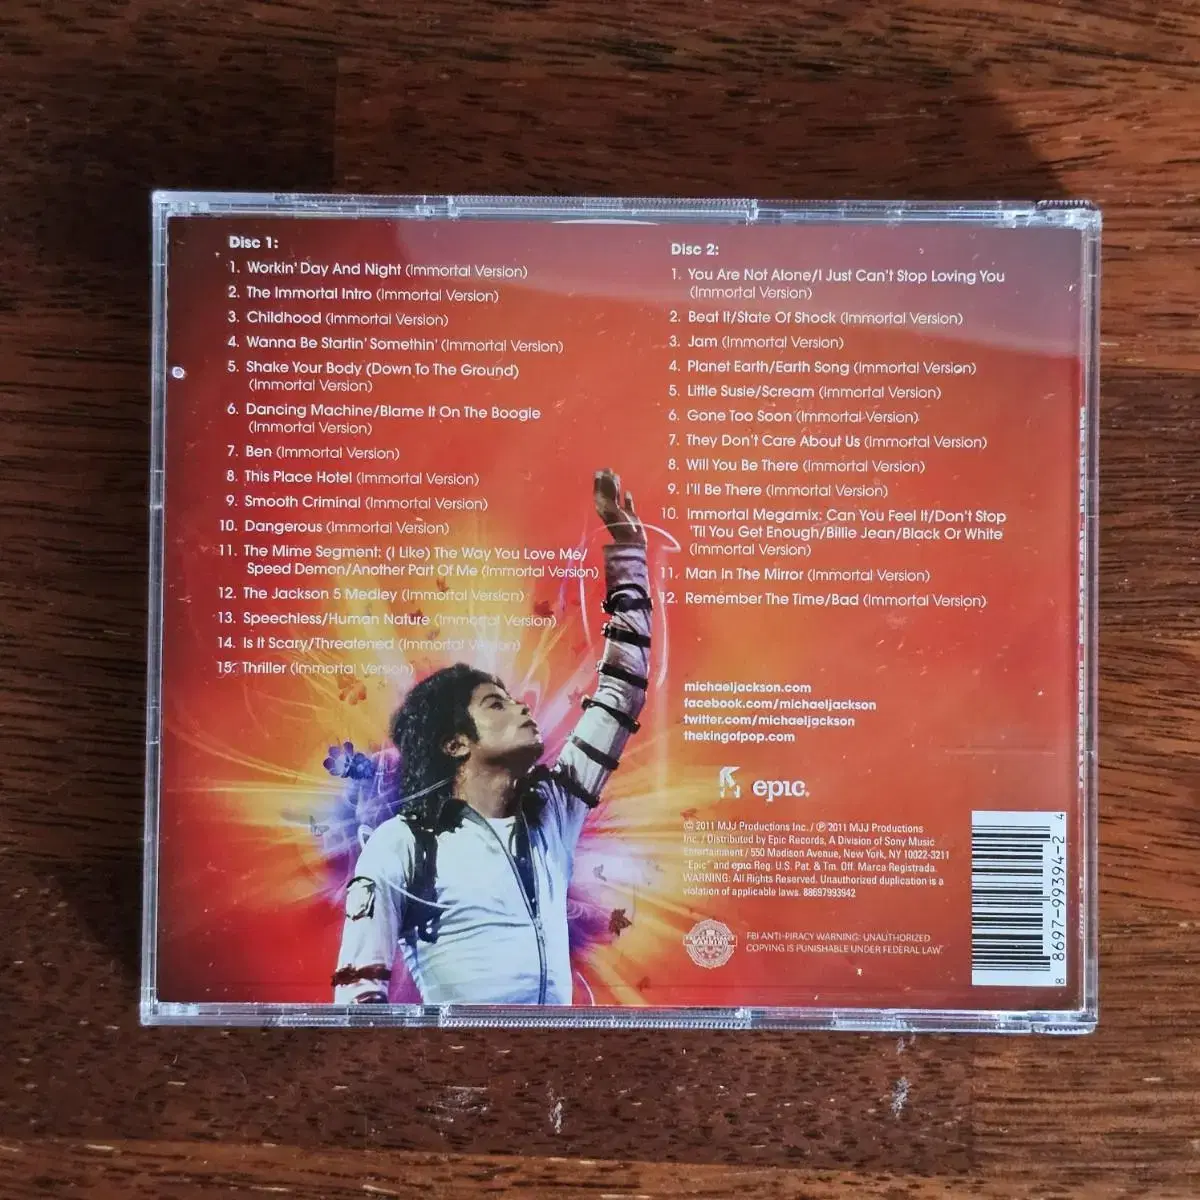 Disc 1:
1. Workin' Day And Night (Immortal Version)
2. The Immortal Intro (Immortal Version)
3. Childhood (Immortal Version)
4. Wanna Be Startin' Somethin' (Immortal Version)
5. Shake Your Body (Down To The Ground)
(Immortal Version)
6. Dancing Machine/Blame It On The Boogie
(Immortal Version)
7. Ben (Immortal Version)
8. This Place Hotel (Immortal Version)
9. Smooth Criminal (Immortal Version)
10. Dangerous (Immortal Version)
11. The Mime Segment: (I Like) The Way You Love Me/
Speed Demon/Another Part Of Me (Immortal Version)
12. The Jackson 5 Medley (Immortal Version)
13. Speechless/Human Nature (Immortal Version)
14. Is It Scary/Threatened (Immortal Version)
15. Thriller (Immortal Version)
Disc 2:
1. You Are Not Alone/I Just Can't Stop Loving You
(Immortal Version)
2. Beat It/State Of Shock (Immortal Version)
3. Jam (Immortal Version)
4. Planet Earth/Earth Song (Immortal Version)
5. Little Susie/Scream (Immortal Version)
6. Gone Too Soon (Immortal Version)
7. They Don't Care About Us (Immortal Version)
8. Will You Be There (Immortal Version)
9. I'll Be There (Immortal Version)
10. Immortal Megamix: Can You Feel It/Don't Stop
'Til You Get Enough/Billie Jean/Black Or White
(Immortal Version)
11. Man In The Mirror (Immortal Version)
12. Remember The Time/Bad (Immortal Version)
michaeljackson.com
facebook.com/michaeljackson
twitter.com/michaeljackson
thekingofpop.com
epic.
© 2011 MJJ Productions Inc. / ℗ 2011 MJJ Productions
Inc. / Distributed by Epic Records, A Division of Sony Music
Entertainment / 550 Madison Avenue, New York, NY 10022-3211
"Epic" and epic Reg. U.S. Pat. & Tm. Off. Marca Registrada.
WARNING: All Rights Reserved. Unauthorized duplication is a
violation of applicable laws. 88697993942
WARNING
FBI ANTI-PIRACY WARNING: UNAUTHORIZED
COPYING IS PUNISHABLE UNDER FEDERAL LAW.
8 8697-99394-2 4